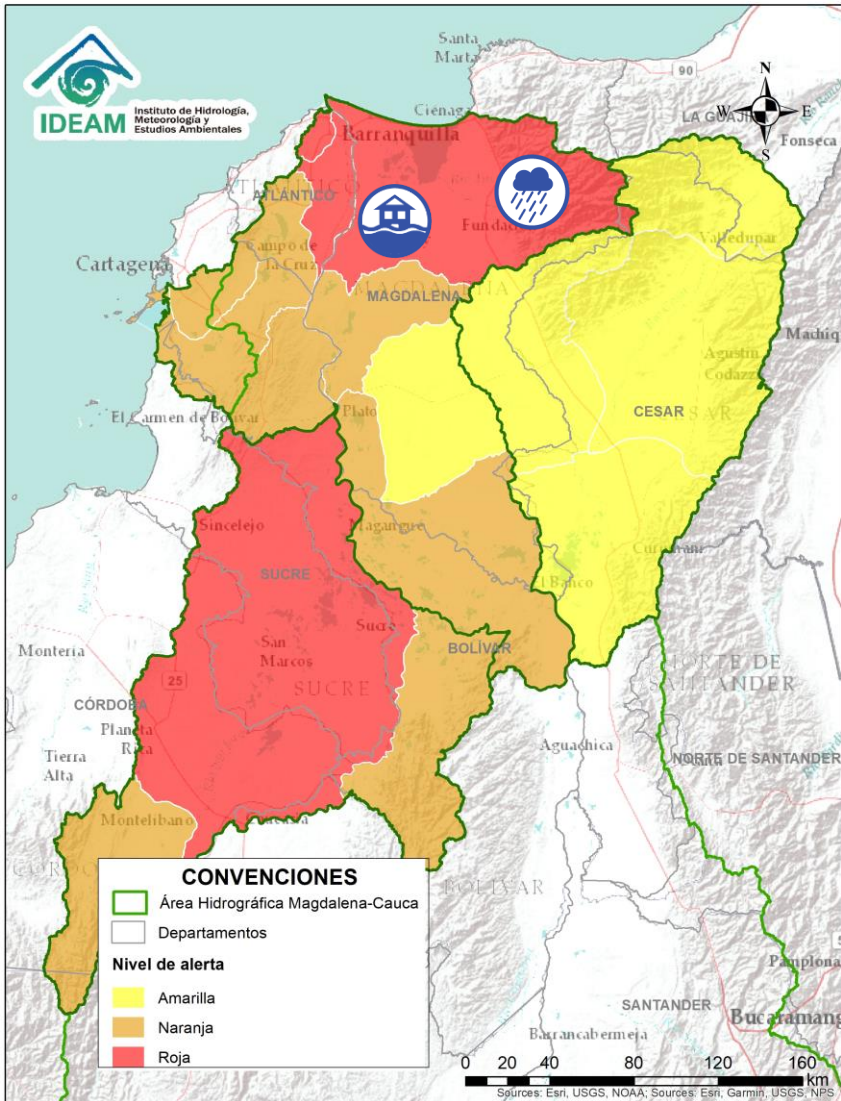 IDEAM
Instituto de Hidrología,
Meteorología y
Estudios Ambientales
Santa
Marta
90
N
W
E
S
LA GUAJIRA
Ciénaga
Fonseca
Barranquilla
ATLÁNTICO
Fundación
Valledupar
Cartagena
Campo de
la Cruz
MAGDALENA
Agustín
Codazzi
CESAR
El Carmen de Bolívar
Plato
Sincelejo
Magangué
SUCRE
El Banco
Sucre
San
Marcos
SUCRE
BOLÍVAR
Montería
25
CÓRDOBA
NORTE DE
SANTANDER
Planeta
Rica
Tierra
Alta
Aguachica
NORTE DE SANTANDER
Montelíbano
BOLÍVAR
CONVENCIONES
Área Hidrográfica Magdalena-Cauca
Departamentos
Nivel de alerta
Amarilla
Naranja
Roja
Pamplona
SANTANDER
Bucaramang
Barrancabermeja
0 20 40 80 120 160
km
Sources: Esri, USGS, NOAA; Sources: Esri, Garmin, USGS, NPS